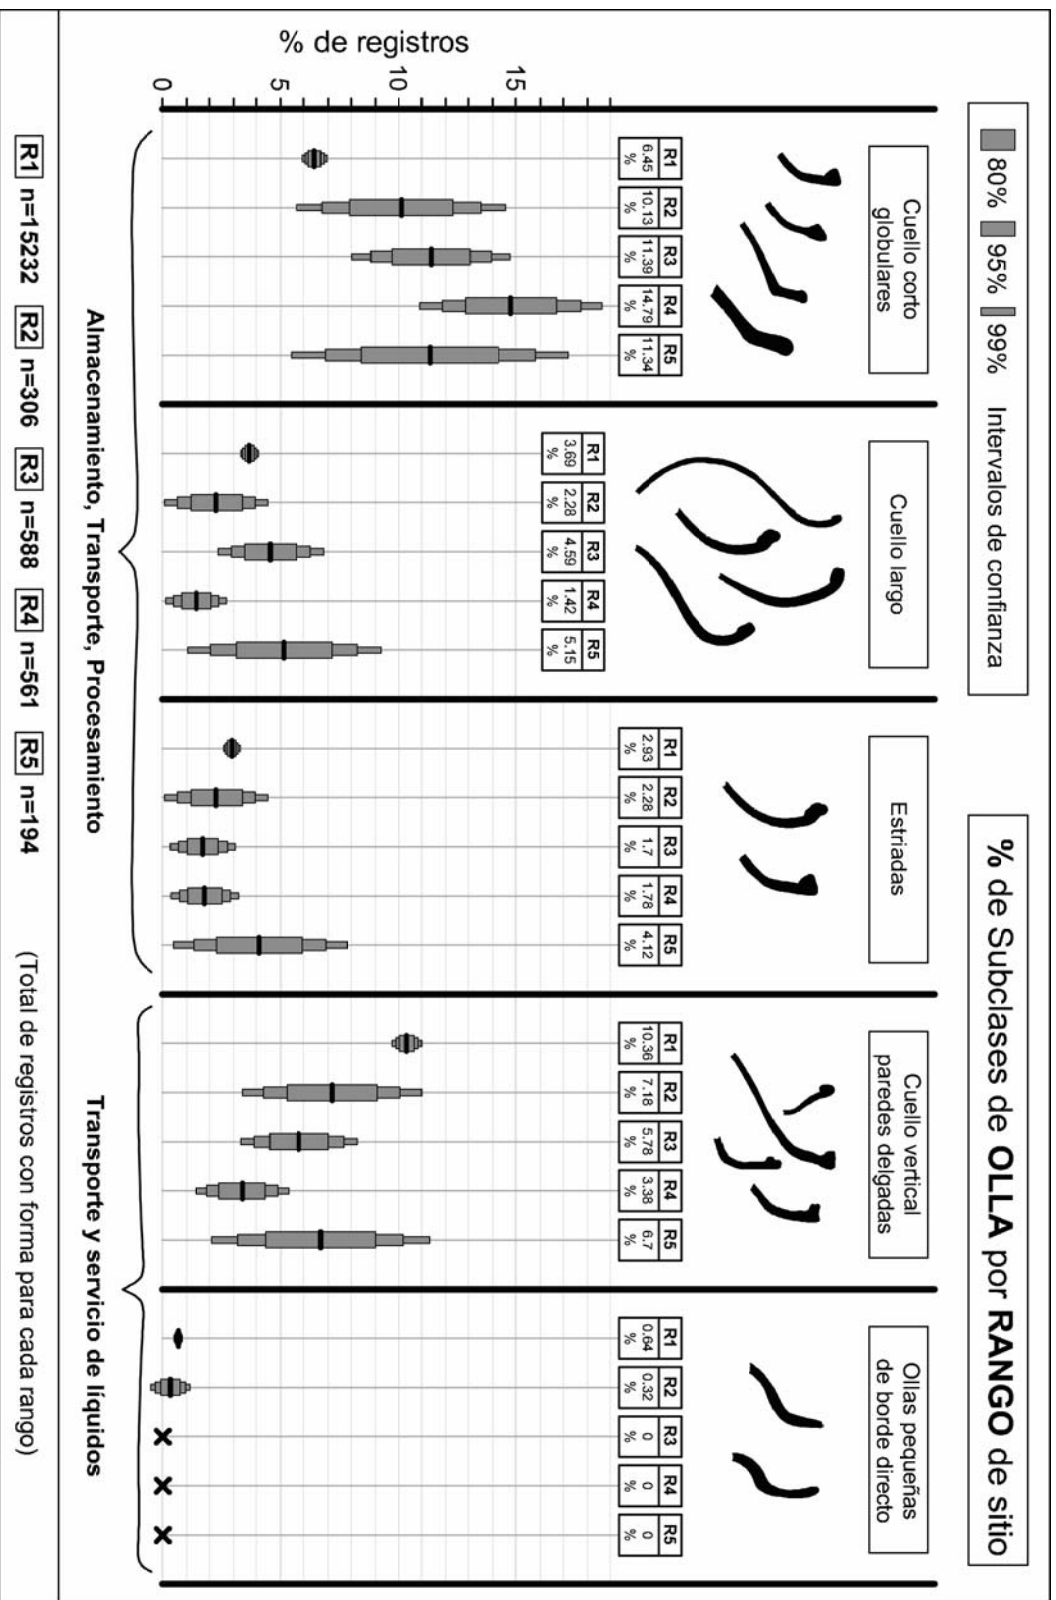 % de Subclases de OLLA por RANGO de sitio
80% 95% 99% Intervalos de confianza
Cuello corto
globulares
Cuello largo
Estriadas
Cuello vertical
paredes delgadas
Ollas pequeñas
de borde directo
R1 R2 R3 R4 R5
6.45 % 10.13 % 11.39 % 14.79 % 11.34 %
R1 R2 R3 R4 R5
3.69 % 2.28 % 4.59 % 1.42 % 5.15 %
R1 R2 R3 R4 R5
2.93 % 2.28 % 1.7 % 1.78 % 4.12 %
R1 R2 R3 R4 R5
10.36 % 7.18 % 5.78 % 3.38 % 6.7 %
R1 R2 R3 R4 R5
0.64 % 0.32 % 0 % 0 % 0 %
% de registros
15
10
5
0
Almacenamiento, Transporte, Procesamiento
Transporte y servicio de líquidos
R1 n=15232 R2 n=306 R3 n=588 R4 n=561 R5 n=194 (Total de registros con forma para cada rango)